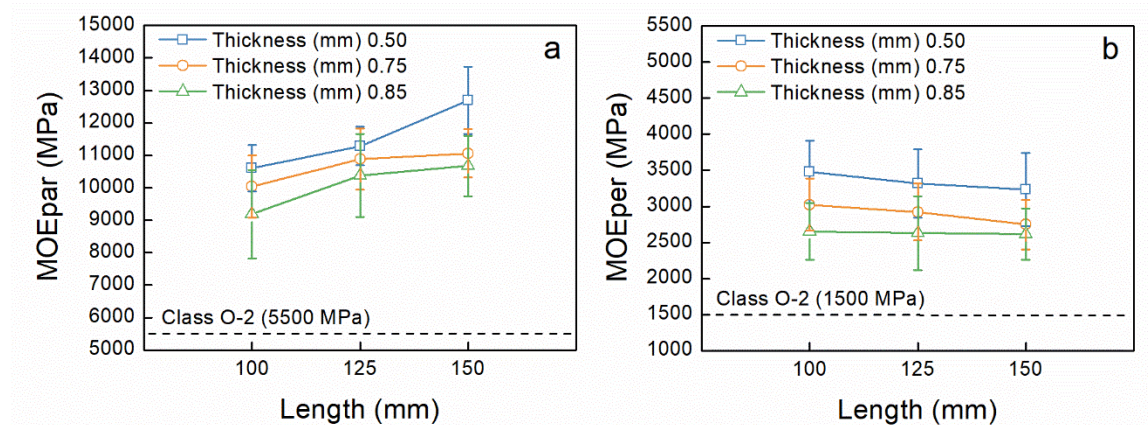 15000
14000
13000
12000
11000
10000
9000
8000
7000
6000
5000
MOEpar (MPa)
Thickness (mm) 0.50
Thickness (mm) 0.75
Thickness (mm) 0.85
a
Class O-2 (5500 MPa)
100 125 150
Length (mm)
5500
5000
4500
4000
3500
3000
2500
2000
1500
1000
MOEper (MPa)
Thickness (mm) 0.50
Thickness (mm) 0.75
Thickness (mm) 0.85
b
Class O-2 (1500 MPa)
100 125 150
Length (mm)